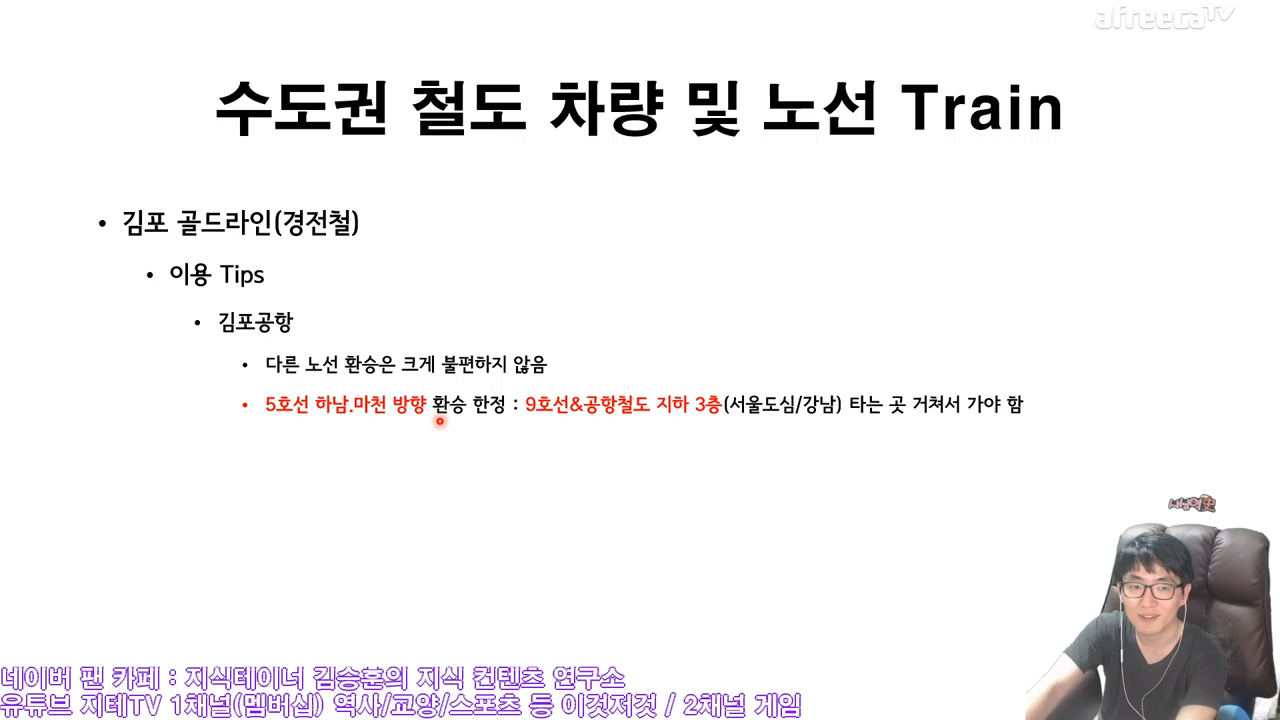 afreecaTV
수도권 철도 차량 및 노선 Train
• 김포 골드라인(경전철)
• 이용 Tips
• 김포공항
• 다른 노선 환승은 크게 불편하지 않음
• 5호선 하남.마천 방향 환승 한정 : 9호선&공항철도 지하 3층(서울도심/강남) 타는 곳 거쳐서 가야 함
네이버 팬 카페 : 지식테이너 김승훈의 지식 컨텐츠 연구소
유튜브 지테TV 1채널(멤버십) 역사/교양/스포츠 등 이것저것 / 2채널 게임